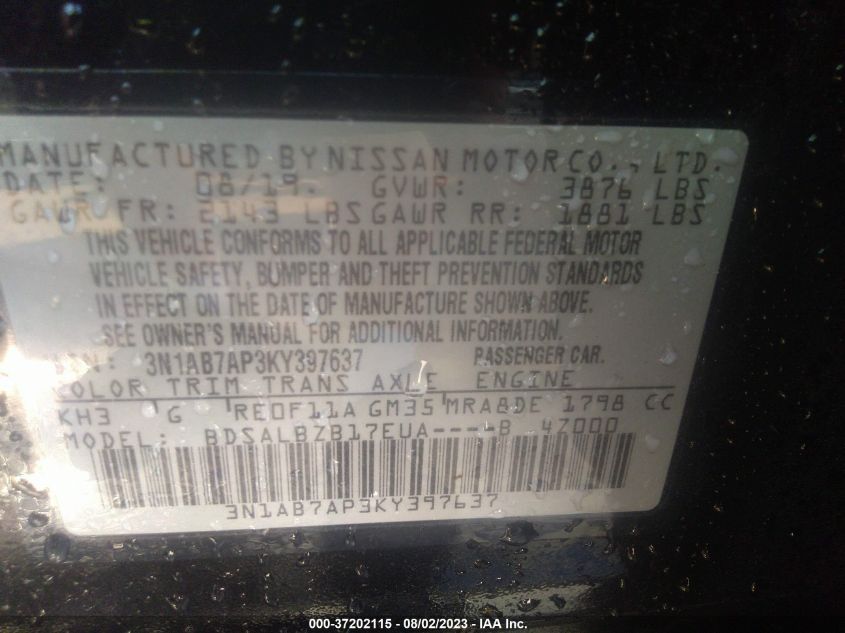 MANUFACTURED BY NISSAN MOTOR CO., LTD.
DATE: 08/19 GVWR: 3876 LBS
GAWR FR: 2143 LBS GAWR RR: 1881 LBS
THIS VEHICLE CONFORMS TO ALL APPLICABLE FEDERAL MOTOR
VEHICLE SAFETY, BUMPER AND THEFT PREVENTION STANDARDS
IN EFFECT ON THE DATE OF MANUFACTURE SHOWN ABOVE.
SEE OWNER'S MANUAL FOR ADDITIONAL INFORMATION.
VIN : 3N1AB7AP3KY397637 PASSENGER CAR.
COLOR TRIM TRANS AXLE ENGINE
KH3 G RE0F11A GM35 MRA8DE 1798 CC
MODEL: BDSALBZB17EUA----B 47000
3N1AB7AP3KY397637
000-37202115 - 08/02/2023 - IAA Inc.